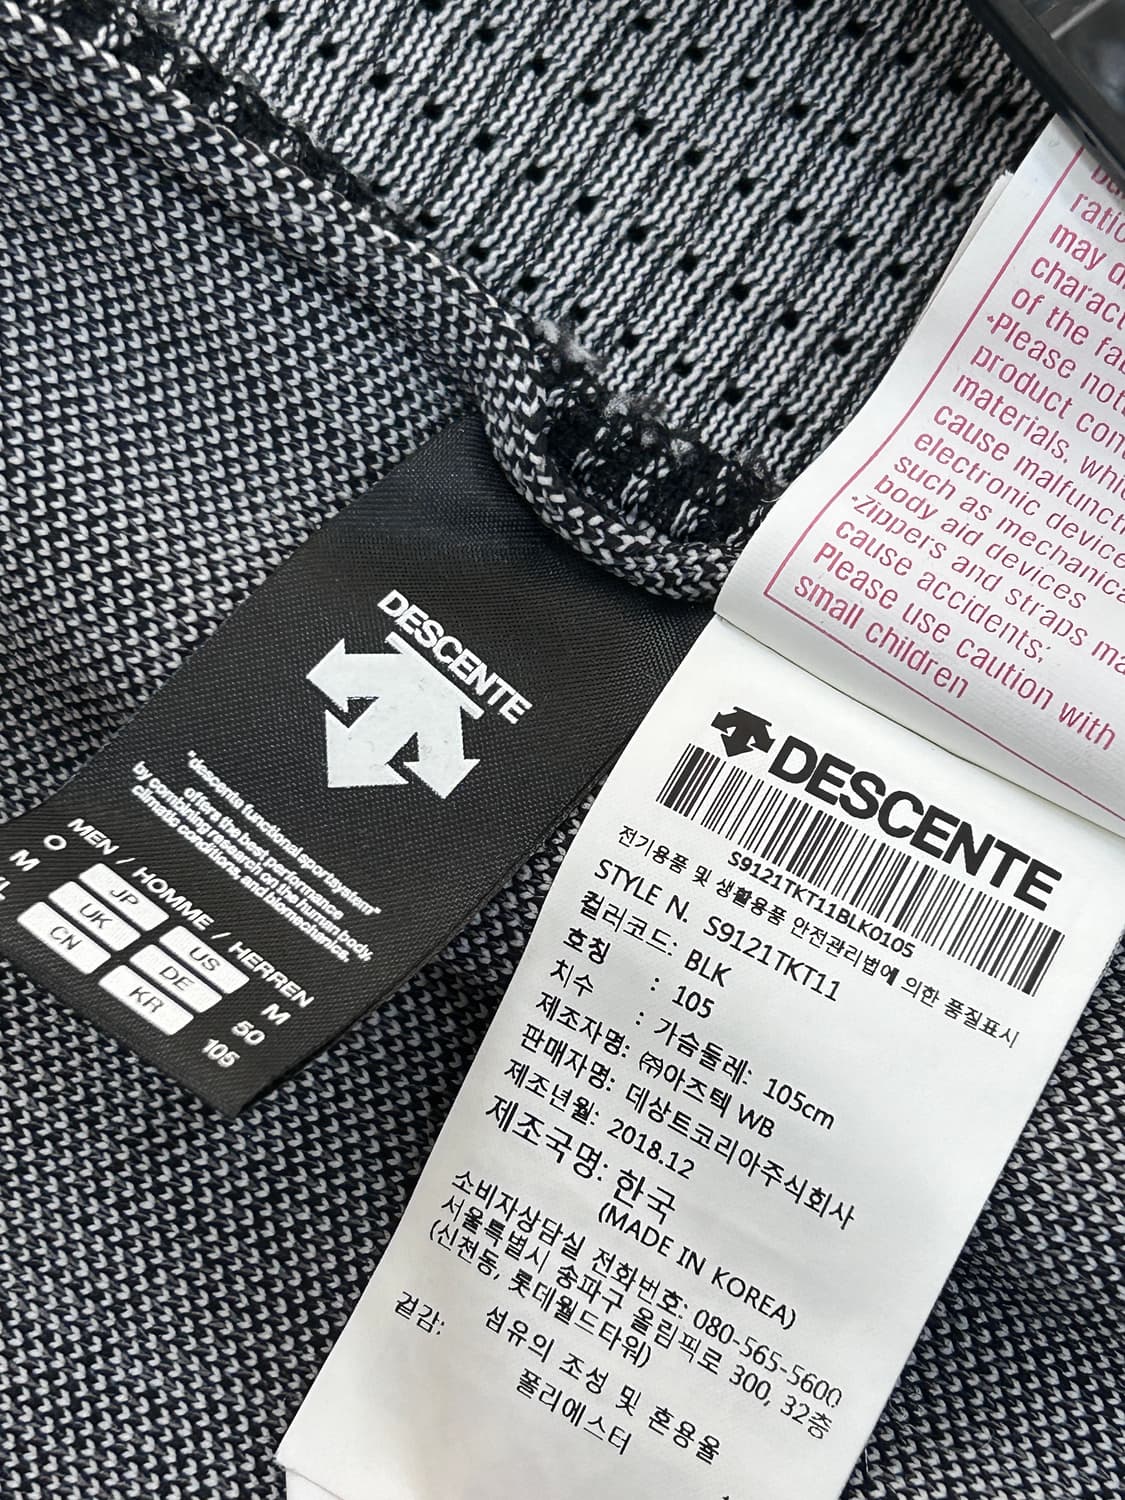 DESCENTE
"descente functional sportsystem"
offers the best performance
combining research on the human body,
climatic conditions, and biomechanics.
by
MEN / HOMME / HERREN
JP O US M
UK M DE 50
CN KR 105
ratio
may d
charact
of the fa
*Please not
product con
materials, whi
cause malfunct
electronic device
such as mechanica
body aid devices
*Zippers and straps ma
cause accidents;
Please use caution with
small children
DESCENTE
S9121TKT11BLK0105
전기용품 및 생활용품 안전관리법에 의한 품질표시
STYLE N. S9121TKT11
컬러코드: BLK
호칭 : 105
치수 : 가슴둘레: 105cm
제조자명: ㈜아즈텍 WB
판매자명: 데상트코리아주식회사
제조년월: 2018.12
제조국명: 한국
(MADE IN KOREA)
소비자상담실 전화번호: 080-565-5600
서울특별시 송파구 올림픽로 300, 32층
(신천동, 롯데월드타워)
섬유의 조성 및 혼용율
겉감: 폴리에스터